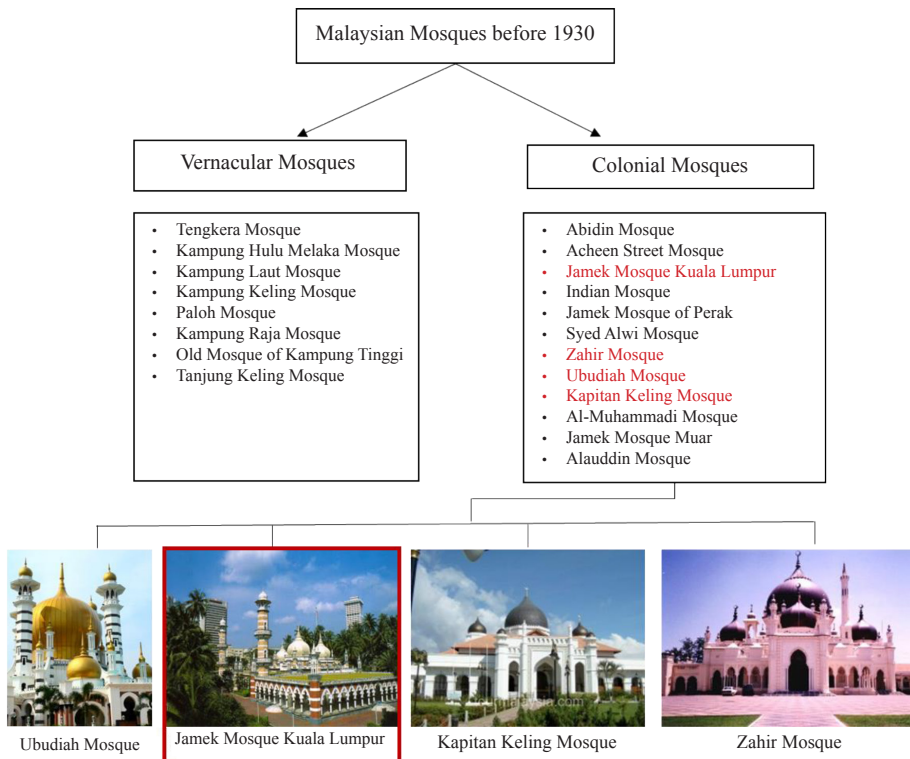 Malaysian Mosques before 1930
Vernacular Mosques
Colonial Mosques
• Tengkera Mosque
• Kampung Hulu Melaka Mosque
• Kampung Laut Mosque
• Kampung Keling Mosque
• Paloh Mosque
• Kampung Raja Mosque
• Old Mosque of Kampung Tinggi
• Tanjung Keling Mosque
• Abidin Mosque
• Acheen Street Mosque
• Jamek Mosque Kuala Lumpur
• Indian Mosque
• Jamek Mosque of Perak
• Syed Alwi Mosque
• Zahir Mosque
• Ubudiah Mosque
• Kapitan Keling Mosque
• Al-Muhammadi Mosque
• Jamek Mosque Muar
• Alauddin Mosque
Ubudiah Mosque
Jamek Mosque Kuala Lumpur
Kapitan Keling Mosque
Zahir Mosque